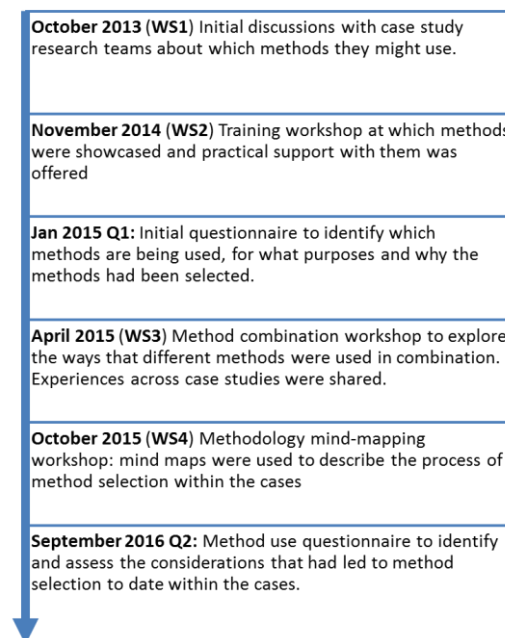 October 2013 (WS1) Initial discussions with case study
research teams about which methods they might use.
November 2014 (WS2) Training workshop at which methods
were showcased and practical support with them was
offered
Jan 2015 Q1: Initial questionnaire to identify which
methods are being used, for what purposes and why the
methods had been selected.
April 2015 (WS3) Method combination workshop to explore
the ways that different methods were used in combination.
Experiences across case studies were shared.
October 2015 (WS4) Methodology mind-mapping
workshop: mind maps were used to describe the process of
method selection within the cases
September 2016 Q2: Method use questionnaire to identify
and assess the considerations that had led to method
selection to date within the cases.